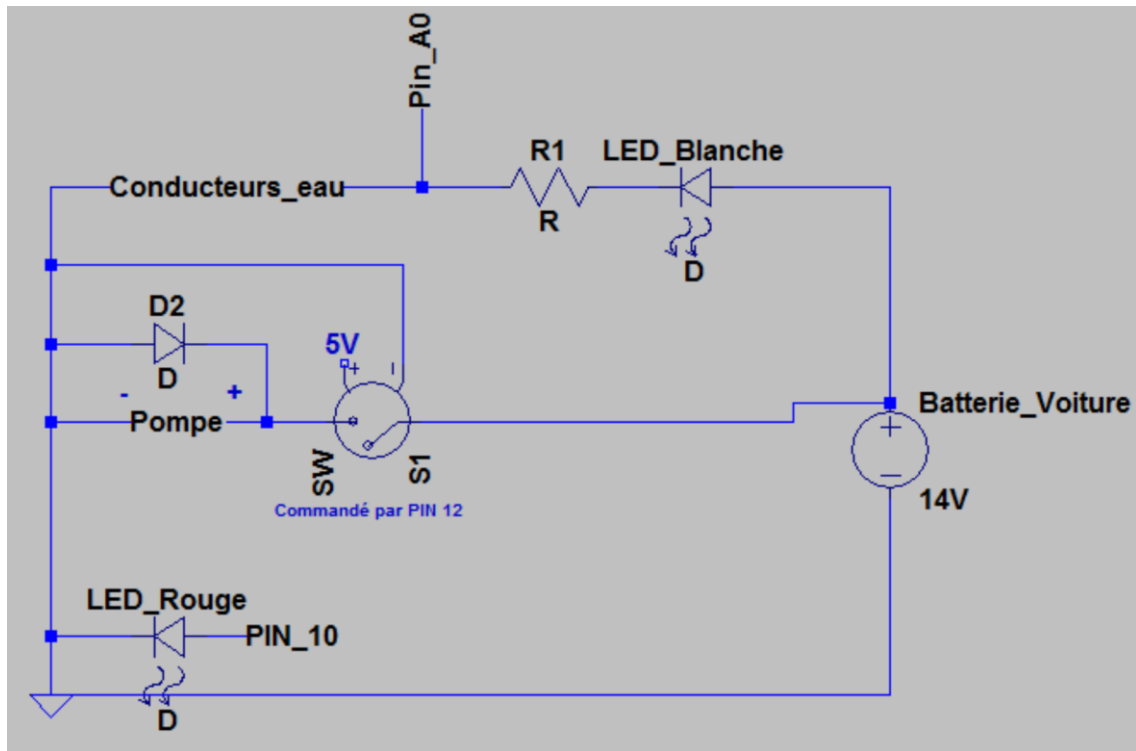 Pin_A0
R1
LED_Blanche
Conducteurs_eau
R
D
D2
5V
+
-
D
-
+
Pompe
Batterie_Voiture
+
-
SW
S1
14V
Commandé par PIN 12
LED_Rouge
PIN_10
D